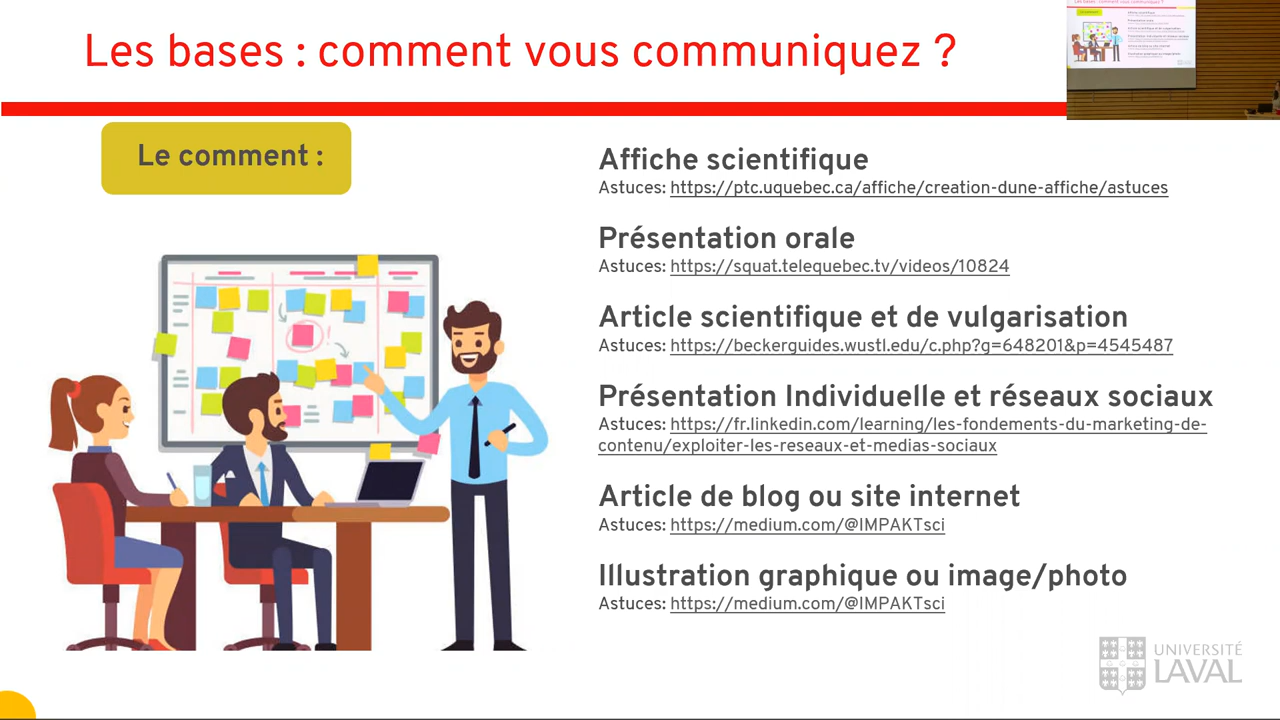 Les bases: comment vous communiquez ?
Le comment :
Affiche scientifique
Astuces: https://ptc.uquebec.ca/affiche/creation-dune-affiche/astuces
Présentation orale
Astuces: https://squat.telequebec.tv/videos/10824
Article scientifique et de vulgarisation
Astuces: https://beckerguides.wustl.edu/c.php?g=648201&p=4545487
Présentation Individuelle et réseaux sociaux
Astuces: https://fr.linkedin.com/learning/les-fondements-du-marketing-de-
contenu/exploiter-les-reseaux-et-medias-sociaux
Article de blog ou site internet
Astuces: https://medium.com/@IMPAKTsci
Illustration graphique ou image/photo
Astuces: https://medium.com/@IMPAKTsci
UNIVERSITÉ
LAVAL